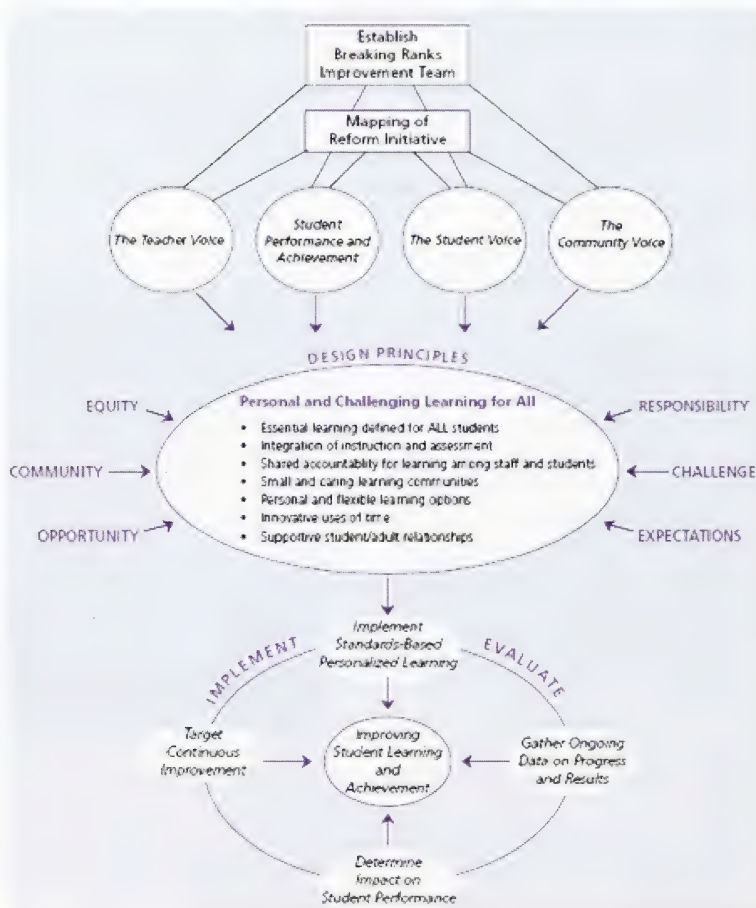 Establish
Breaking Ranks
Improvement Team
Mapping of
Reform Initiative
The Teacher Voice
Student
Performance and
Achievement
The Student Voice
The
Community Voice
DESIGN PRINCIPLES
EQUITY
COMMUNITY
OPPORTUNITY
Personal and Challenging Learning for All
• Essential learning defined for ALL students
• Integration of instruction and assessment
• Shared accountablity for learning among staff and students
• Small and caring learning communities
• Personal and flexible learning options
• Innovative uses of time
• Supportive student/adult relationships
RESPONSIBILITY
CHALLENGE
EXPECTATIONS
Implement
Standards-Based
Personalized Learning
IMPLEMENT
EVALUATE
Target
Continuous
Improvement
Improving
Student Learning
and
Achievement
Gather Ongoing
Data on Progress
and Results
Determine
Impact on
Student Performance